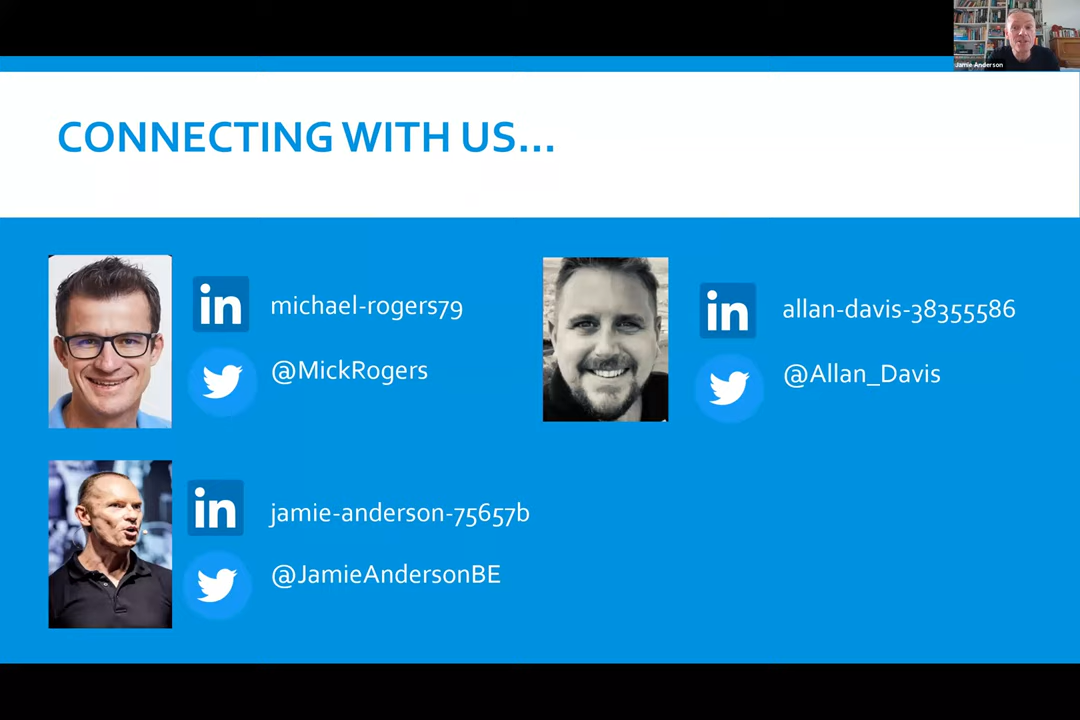 Jamie Anderson
CONNECTING WITH US...
in michael-rogers79
@MickRogers
in allan-davis-38355586
@Allan_Davis
in jamie-anderson-75657b
@JamieAndersonBE